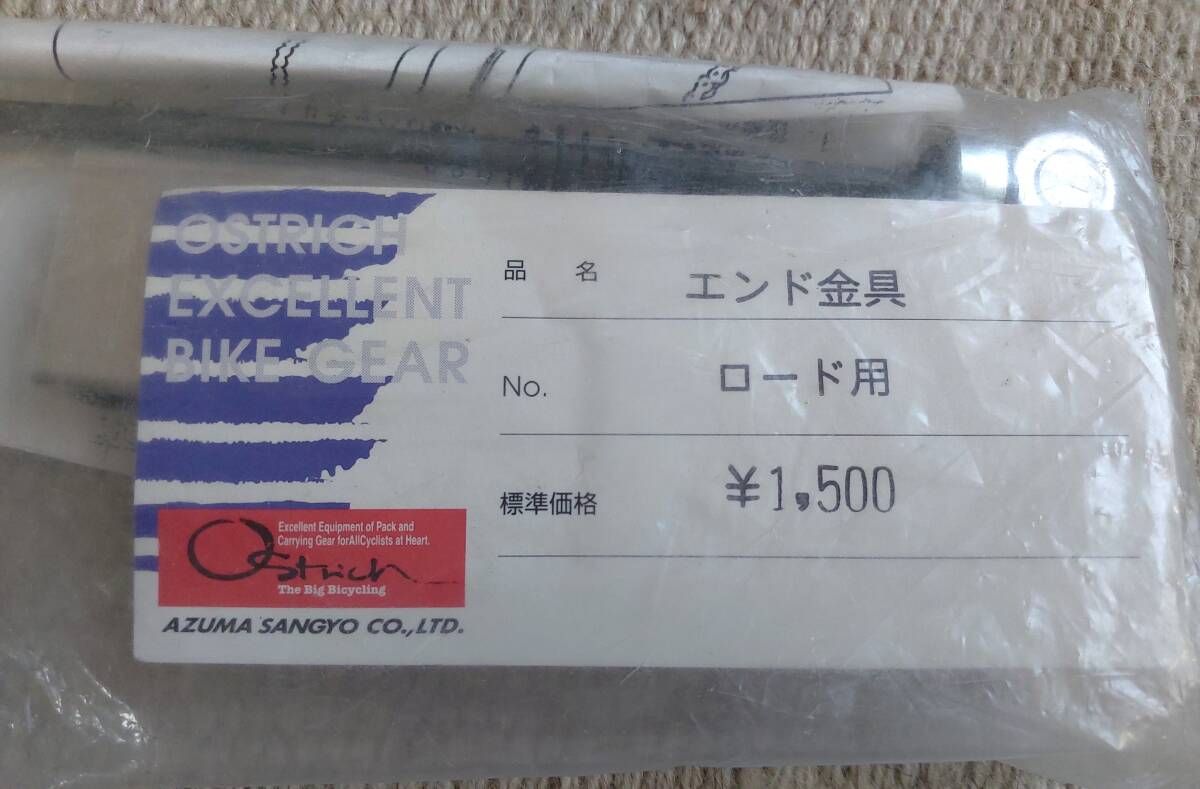 OSTRICH
EXCELLENT
BIKE GEAR
品 名 エンド金具
No. ロード用
標準価格 ¥1,500
Excellent Equipment of Pack and
Carrying Gear forAllCyclists at Heart.
Ostrich
The Big Bicycling
AZUMA SANGYO CO.,LTD.